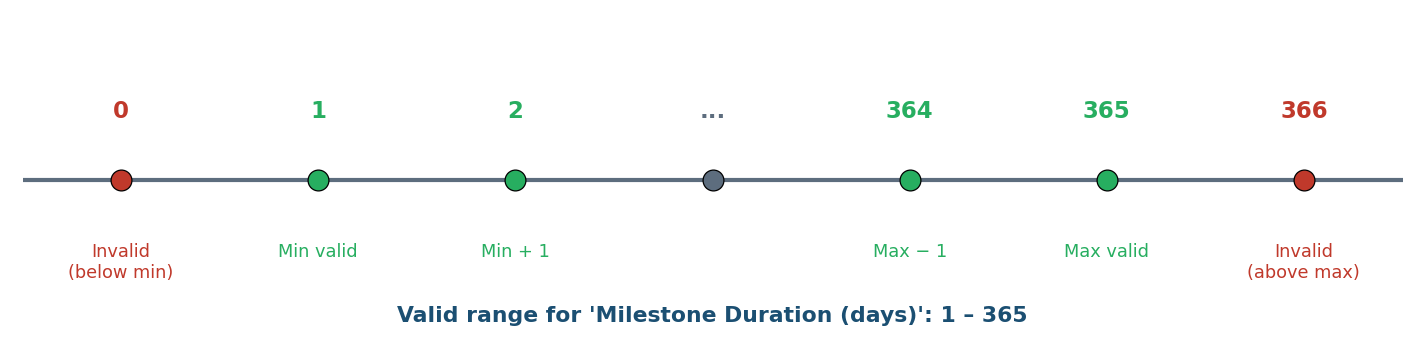 0 1 2 ... 364 365 366
Invalid Min valid Min + 1 Max − 1 Max valid Invalid
(below min) (above max)
Valid range for 'Milestone Duration (days)': 1 – 365